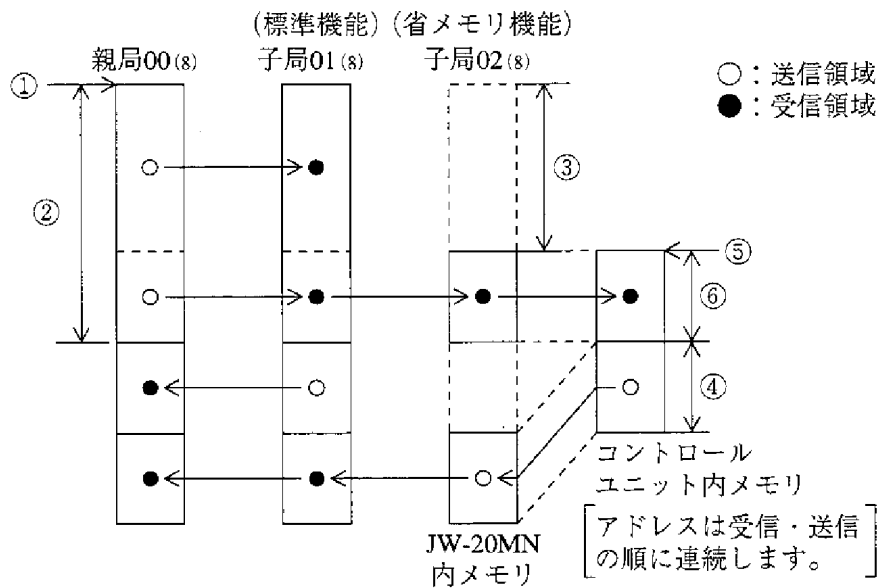 (標準機能) (省メモリ機能)
親局00(8) 子局01(8) 子局02(8)
○：送信領域
●：受信領域
①
②
③
⑤
⑥
④
コントロール
ユニット内メモリ
[アドレスは受信・送信
の順に連続します。]
JW-20MN
内メモリ